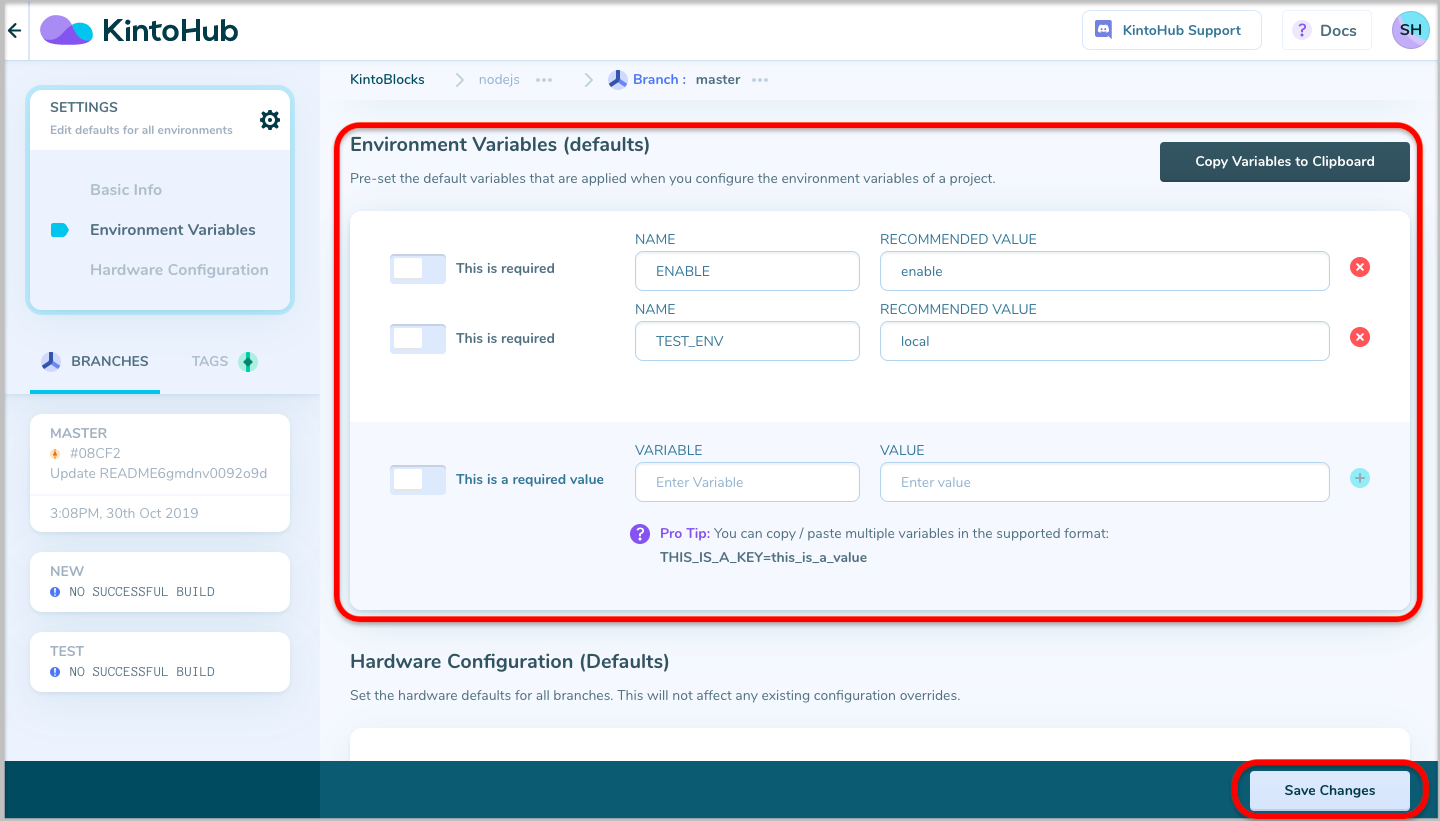 KintoHub
KintoHub Support
? Docs
SH
SETTINGS
Edit defaults for all environments
Basic Info
Environment Variables
Hardware Configuration
BRANCHES
TAGS
MASTER
#08CF2
Update README6gmdnv0092o9d
3:08PM, 30th Oct 2019
NEW
NO SUCCESSFUL BUILD
TEST
NO SUCCESSFUL BUILD
KintoBlocks
nodejs
Branch : master
Environment Variables (defaults)
Pre-set the default variables that are applied when you configure the environment variables of a project.
Copy Variables to Clipboard
NAME
RECOMMENDED VALUE
This is required
ENABLE
enable
NAME
RECOMMENDED VALUE
This is required
TEST_ENV
local
VARIABLE
VALUE
This is a required value
Enter Variable
Enter value
? Pro Tip: You can copy / paste multiple variables in the supported format:
THIS_IS_A_KEY=this_is_a_value
Hardware Configuration (Defaults)
Set the hardware defaults for all branches. This will not affect any existing configuration overrides.
Save Changes